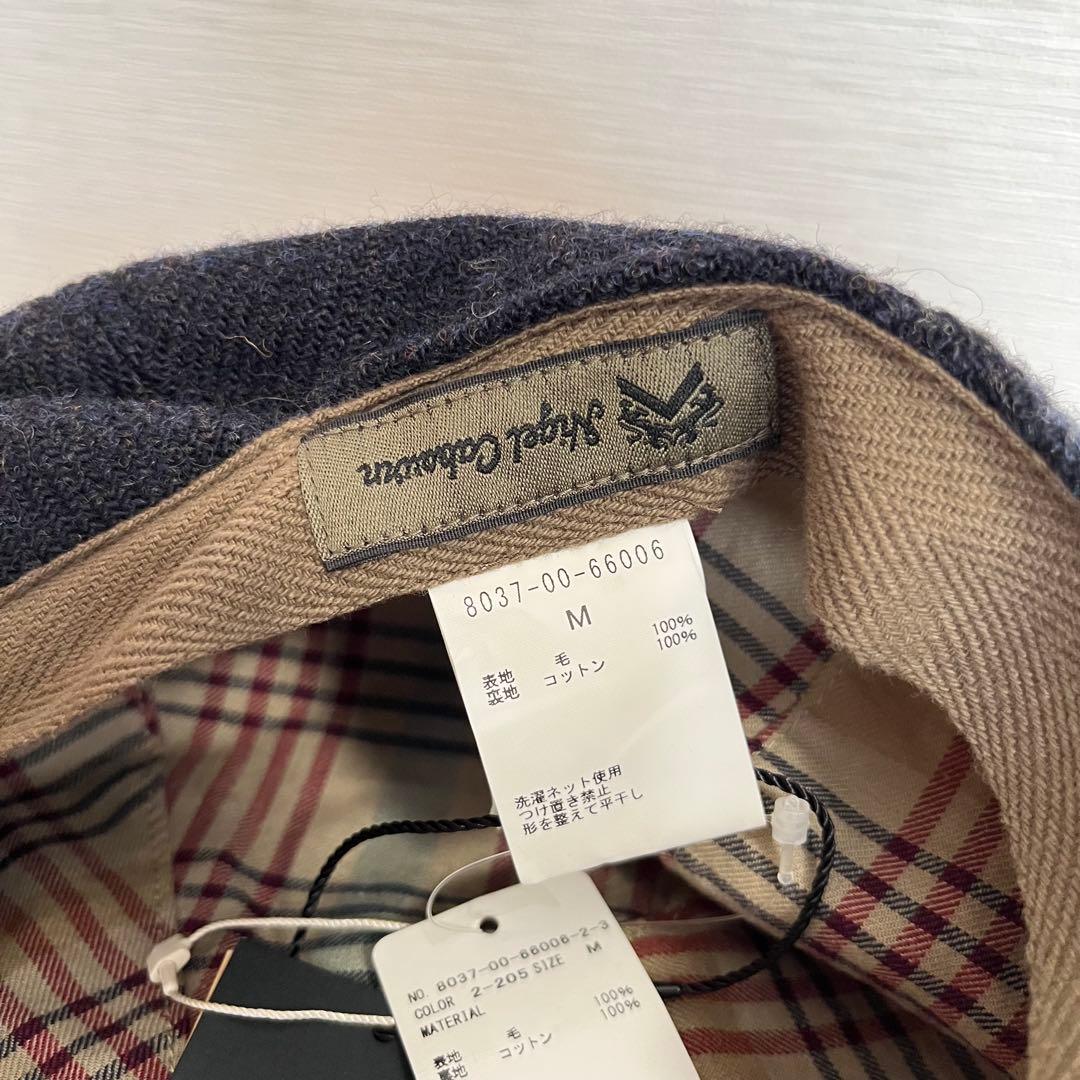 Nigel Cabourn
8037-00-66006
M
表地 毛 100%
裏地 コットン 100%
洗濯ネット使用
つけ置き禁止
形を整えて平干し
NO. 8037-00-66006-2-3
COLOR 2-205 SIZE M
MATERIAL
表地 毛 100%
裏地 コットン 100%